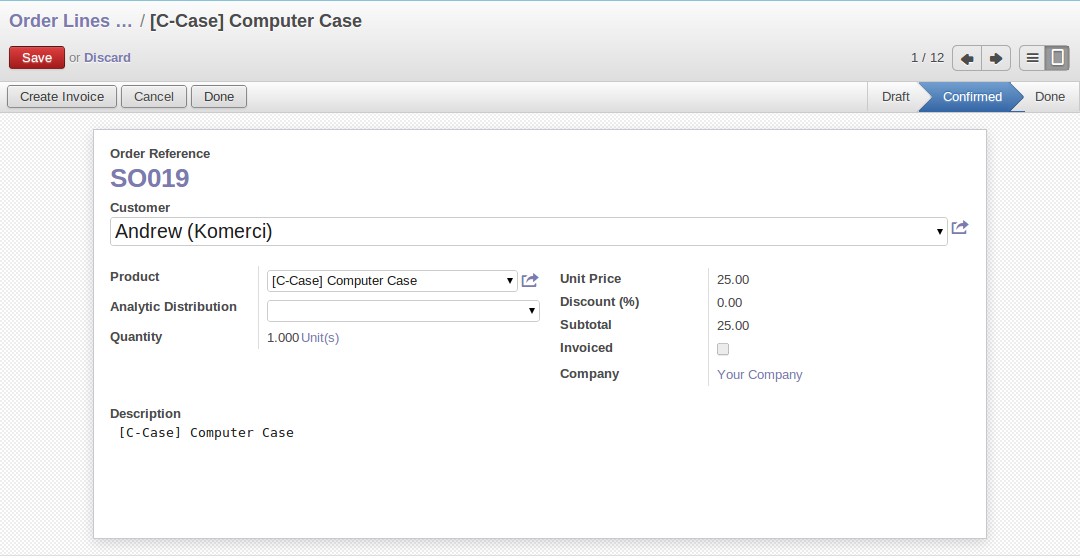 Order Lines ... / [C-Case] Computer Case
Save or Discard
1 / 12
Create Invoice Cancel Done
Draft Confirmed Done
Order Reference
SO019
Customer
Andrew (Komerci)
Product [C-Case] Computer Case
Analytic Distribution
Quantity 1.000 Unit(s)
Unit Price 25.00
Discount (%) 0.00
Subtotal 25.00
Invoiced
Company Your Company
Description
[C-Case] Computer Case